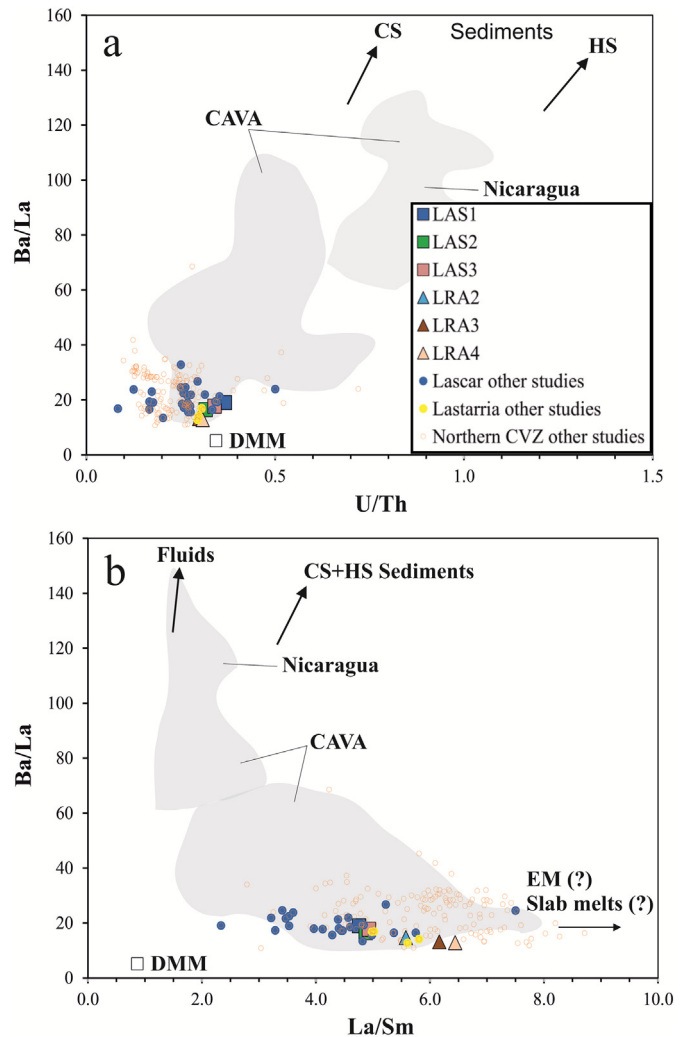 a
CS
Sediments
HS
CAVA
Nicaragua
160
140
120
100
80
60
40
20
0
Ba/La
LAS1
LAS2
LAS3
LRA2
LRA3
LRA4
Lascar other studies
Lastarria other studies
Northern CVZ other studies
DMM
0.0
0.5
1.0
1.5
U/Th
b
Fluids
CS+HS Sediments
Nicaragua
CAVA
160
140
120
100
80
60
40
20
0
Ba/La
EM (?)
Slab melts (?)
DMM
0.0
2.0
4.0
6.0
8.0
10.0
La/Sm